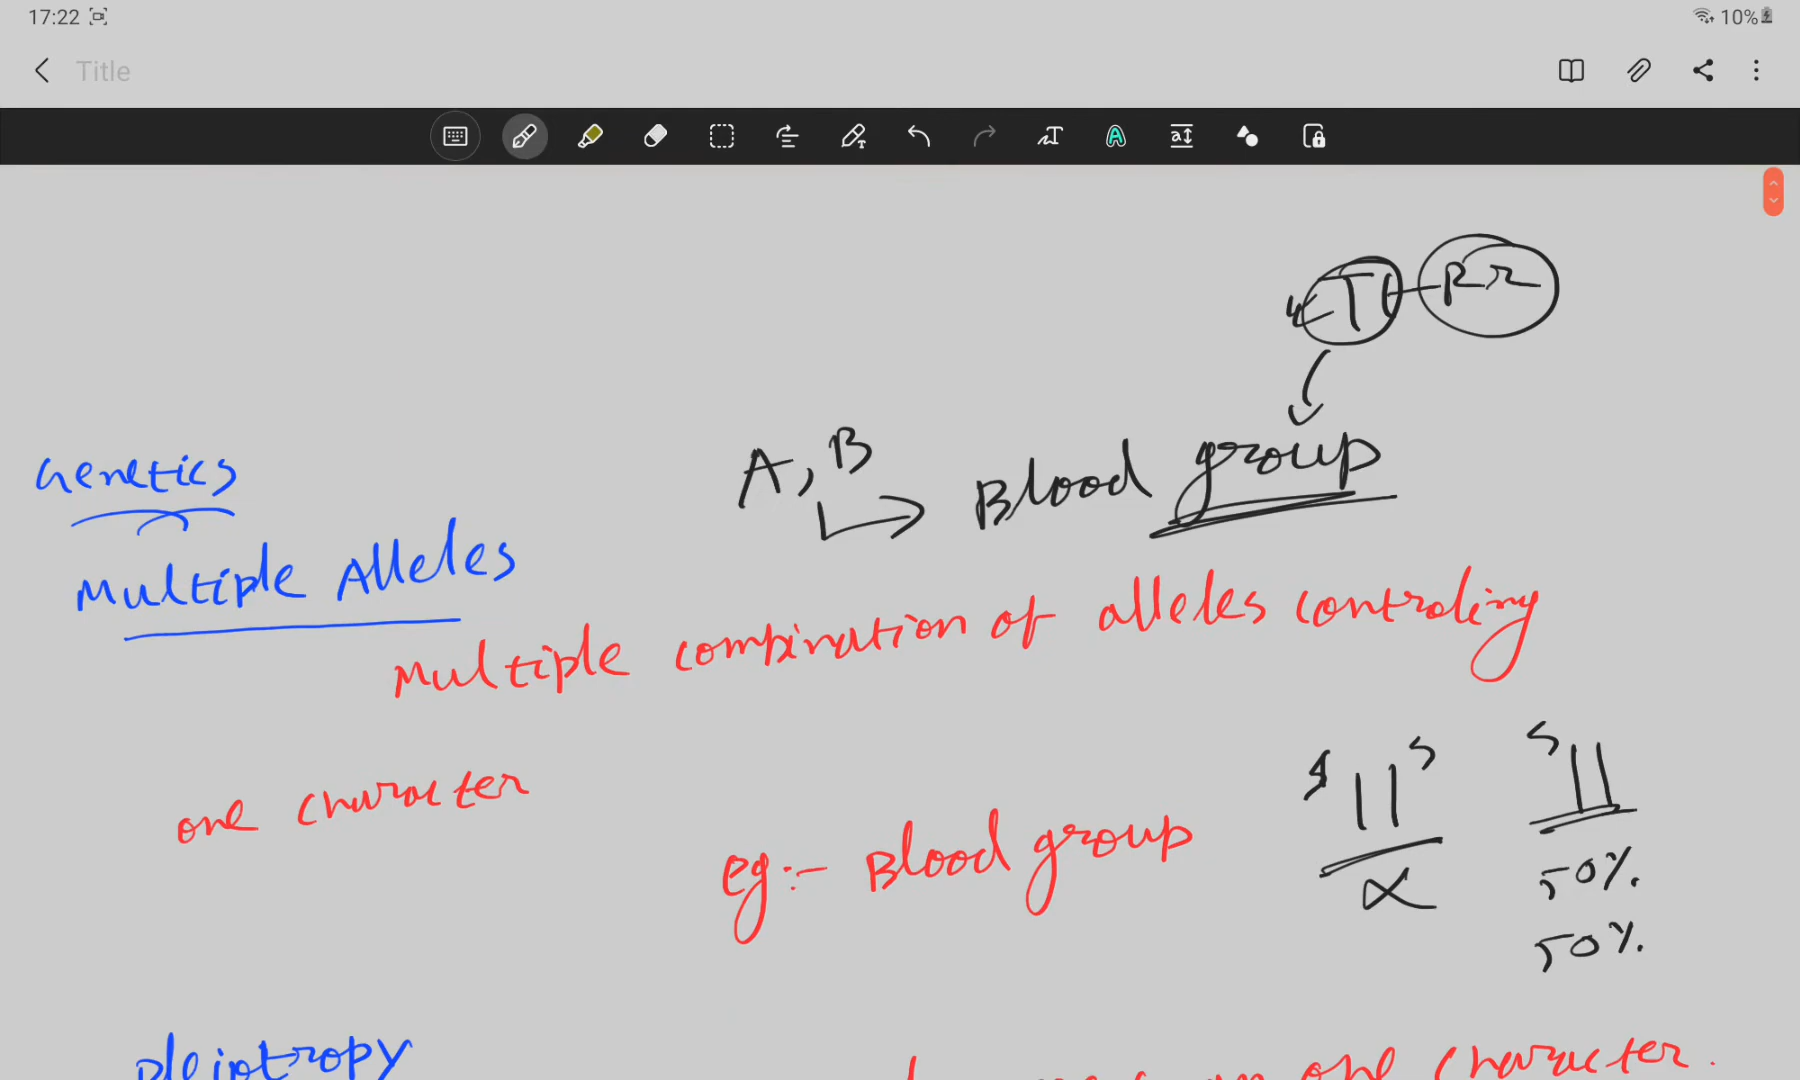 17:22
10%
Title
Rr
Genetics
A, B
Blood group
Multiple Alleles
Multiple combination of alleles controling
one character
eg:- Blood group
s s
s
50%.
50%.
pleiotropy
one character.